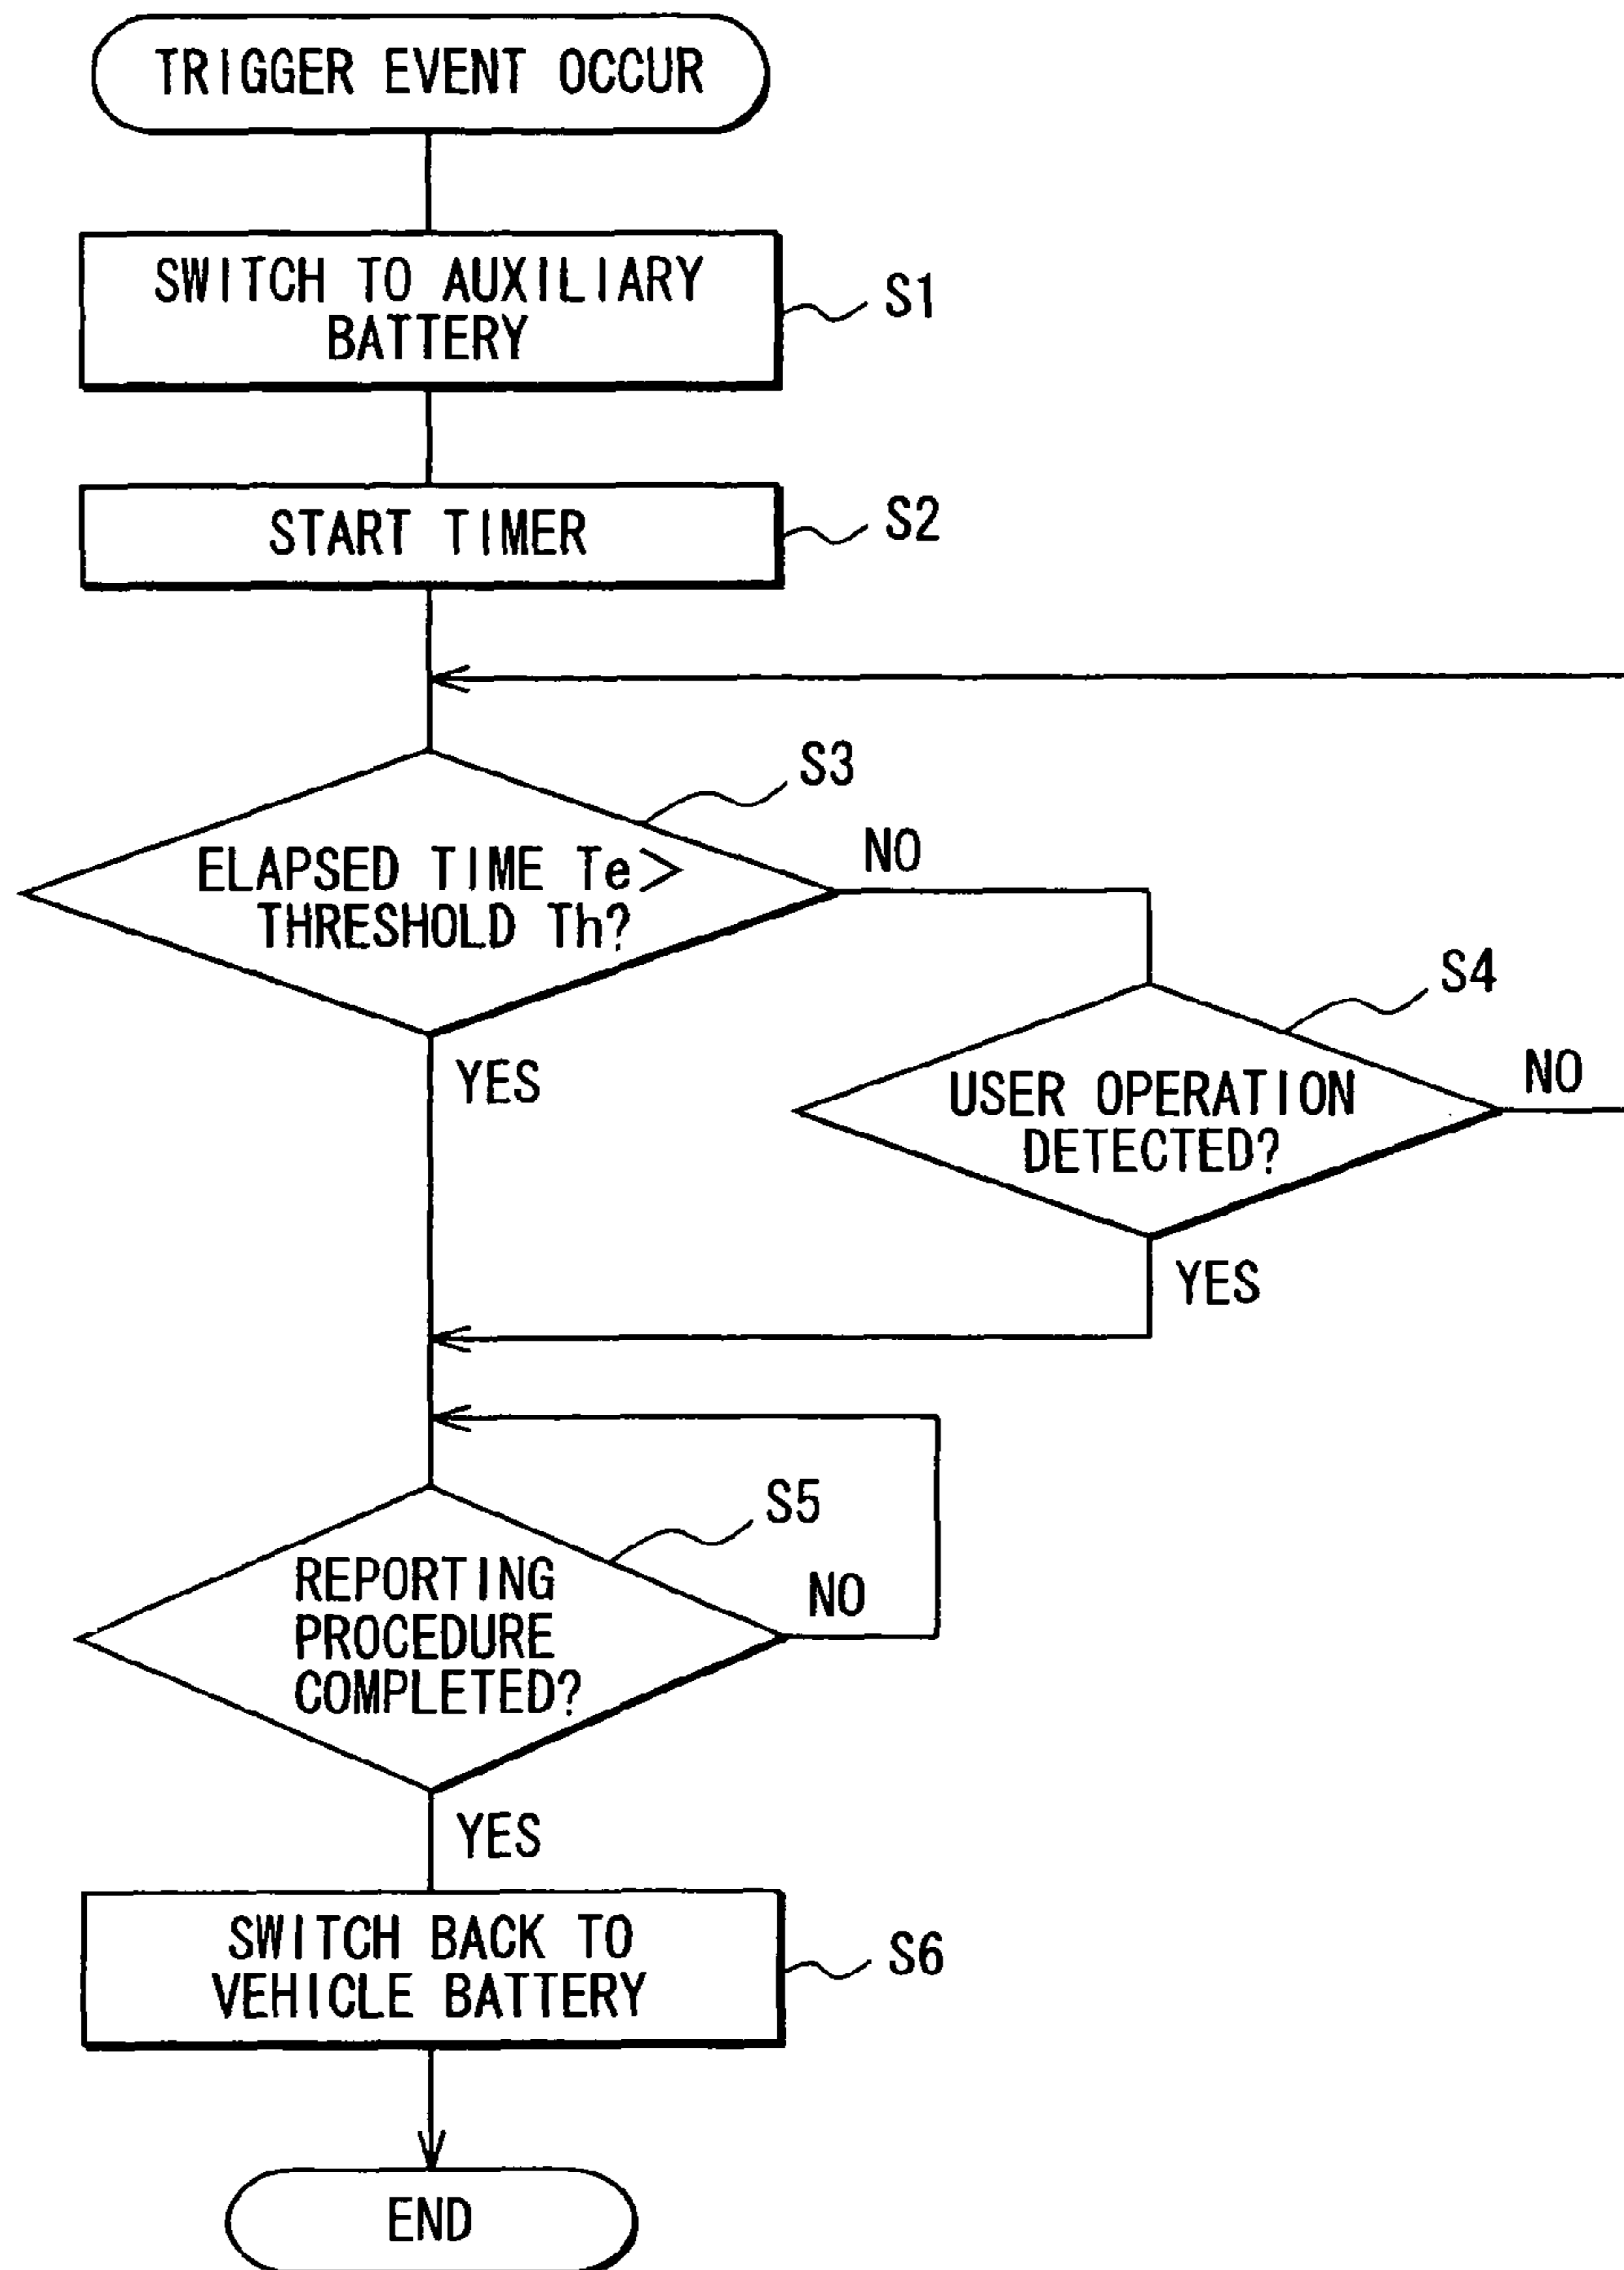 TRIGGER EVENT OCCUR
SWITCH TO AUXILIARY
BATTERY
S1
START TIMER
S2
S3
ELAPSED TIME Te>
THRESHOLD Th?
NO
YES
S4
USER OPERATION
DETECTED?
NO
YES
S5
REPORTING
PROCEDURE
COMPLETED?
NO
YES
SWITCH BACK TO
VEHICLE BATTERY
S6
END